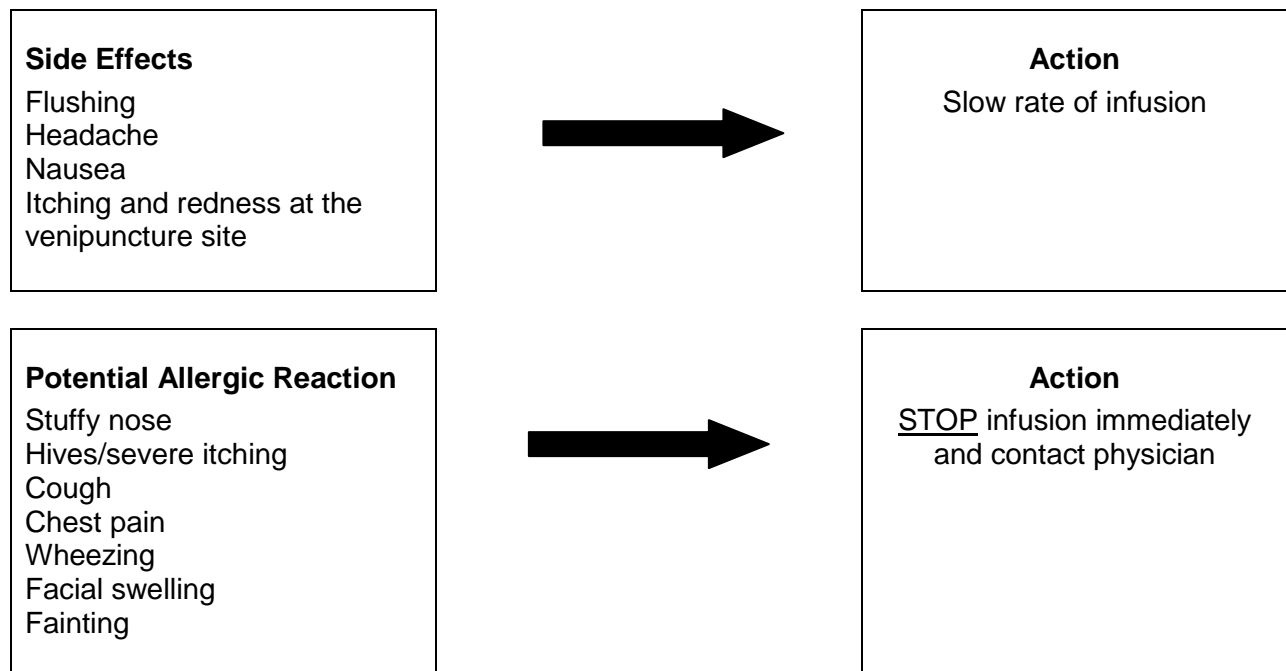 Side Effects
Flushing
Headache
Nausea
Itching and redness at the
venipuncture site
Action
Slow rate of infusion
Potential Allergic Reaction
Stuffy nose
Hives/severe itching
Cough
Chest pain
Wheezing
Facial swelling
Fainting
Action
STOP infusion immediately
and contact physician